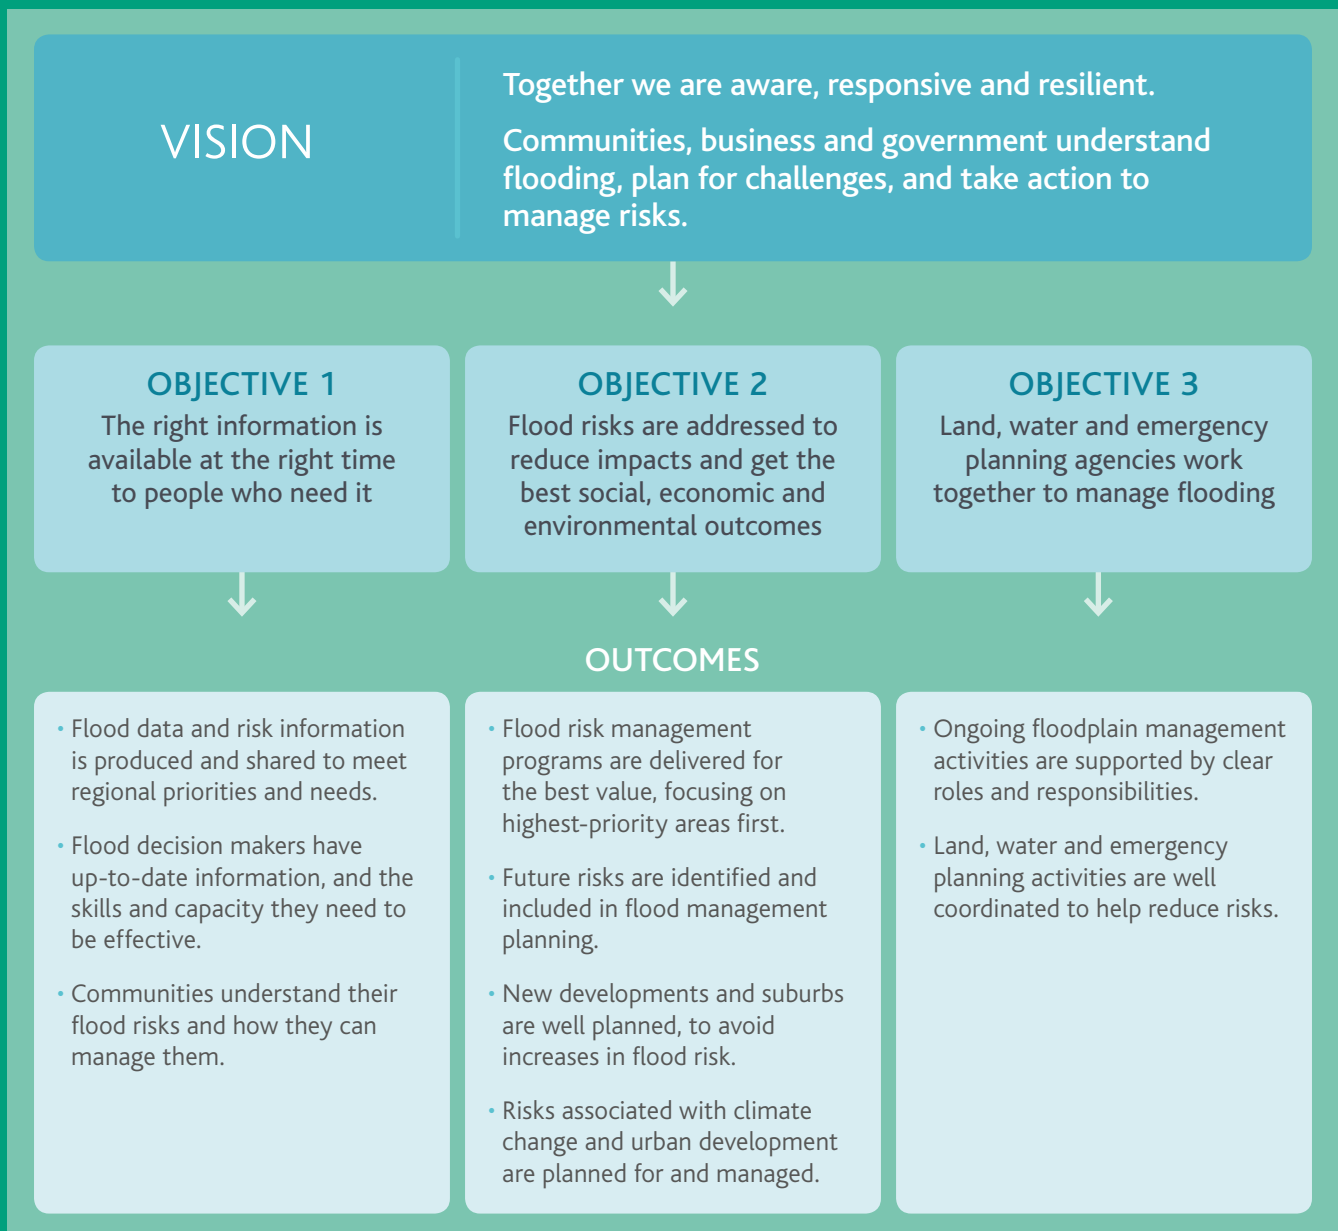 VISION
Together we are aware, responsive and resilient.
Communities, business and government understand
flooding, plan for challenges, and take action to
manage risks.
OBJECTIVE 1
The right information is
available at the right time
to people who need it
OBJECTIVE 2
Flood risks are addressed to
reduce impacts and get the
best social, economic and
environmental outcomes
OBJECTIVE 3
Land, water and emergency
planning agencies work
together to manage flooding
OUTCOMES
• Flood data and risk information
is produced and shared to meet
regional priorities and needs.
• Flood decision makers have
up-to-date information, and the
skills and capacity they need to
be effective.
• Communities understand their
flood risks and how they can
manage them.
• Flood risk management
programs are delivered for
the best value, focusing on
highest-priority areas first.
• Future risks are identified and
included in flood management
planning.
• New developments and suburbs
are well planned, to avoid
increases in flood risk.
• Risks associated with climate
change and urban development
are planned for and managed.
• Ongoing floodplain management
activities are supported by clear
roles and responsibilities.
• Land, water and emergency
planning activities are well
coordinated to help reduce risks.